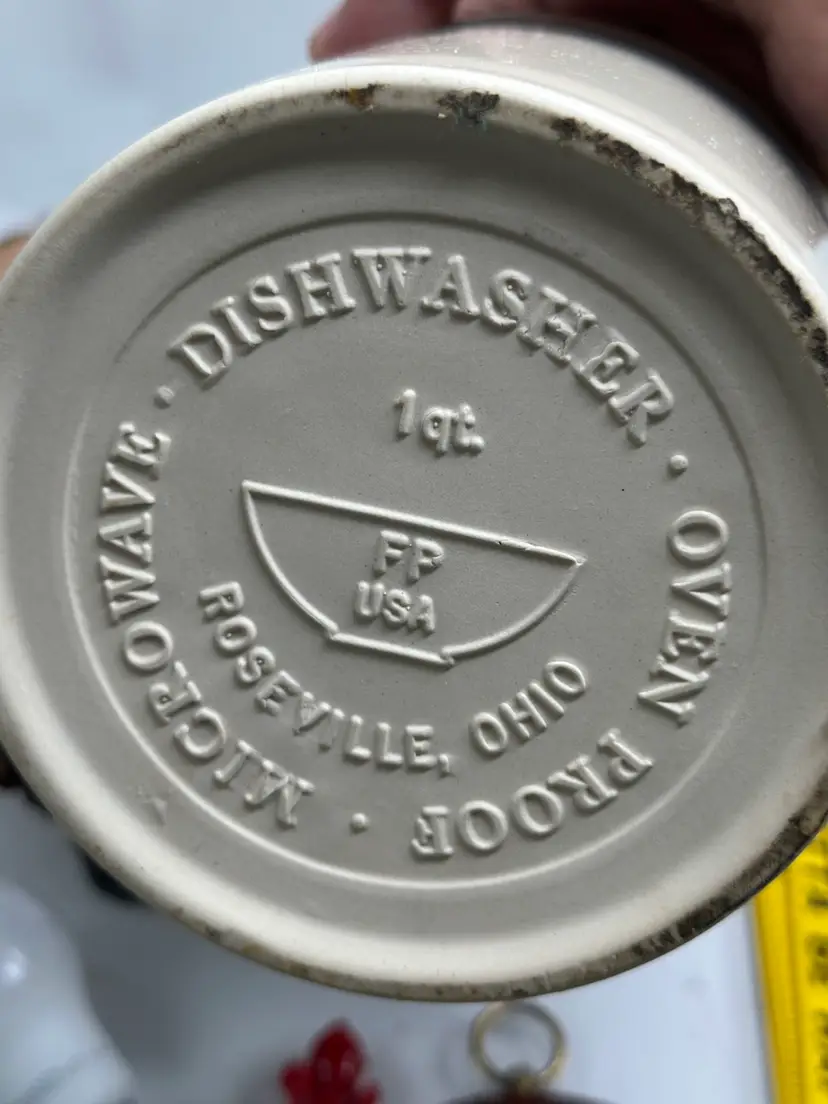 DISHWASHER · OVEN PROOF · MICROWAVE ·
1qt.
FP
USA
ROSEVILLE, OHIO